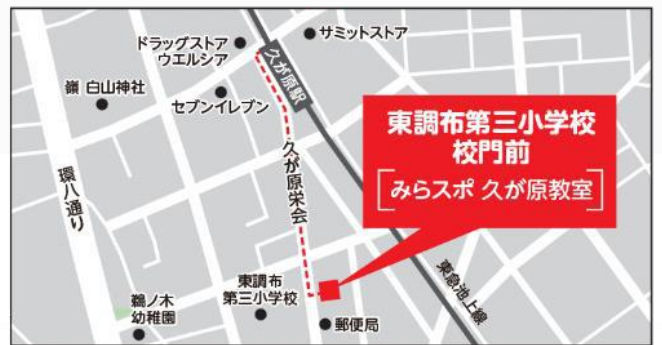 ドラッグストア
ウエルシア
サミットストア
久が原駅
嶺 白山神社
セブンイレブン
東調布第三小学校
校門前
[みらスポ 久が原教室]
環八通り
久が原栄会
東急池上線
東調布
第三小学校
鵜ノ木
幼稚園
郵便局